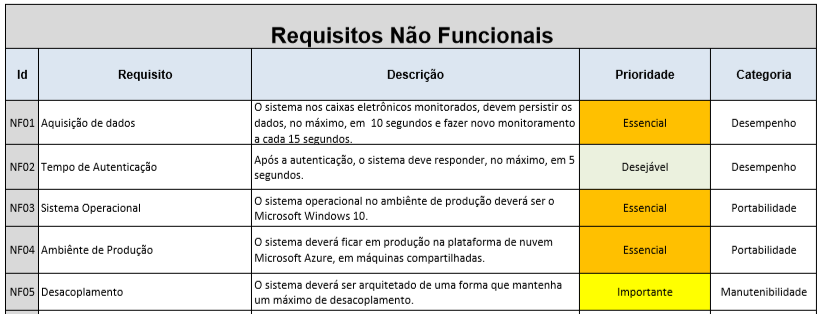 Requisitos Não Funcionais
Id Requisito Descrição Prioridade Categoria
O sistema nos caixas eletrônicos monitorados, devem persistir os
NF01 Aquisição de dados dados, no máximo, em 10 segundos e fazer novo monitoramento Essencial Desempenho
a cada 15 segundos.
NF02 Tempo de Autenticação Após a autenticação, o sistema deve responder, no máximo, em 5 Desejável Desempenho
segundos.
NF03 Sistema Operacional O sistema operacional no ambiênte de produção deverá ser o Essencial Portabilidade
Microsoft Windows 10.
NF04 Ambiênte de Produção O sistema deverá ficar em produção na plataforma de nuvem Essencial Portabilidade
Microsoft Azure, em máquinas compartilhadas.
NF05 Desacoplamento O sistema deverá ser arquitetado de uma forma que mantenha Importante Manutenibilidade
um máximo de desacoplamento.